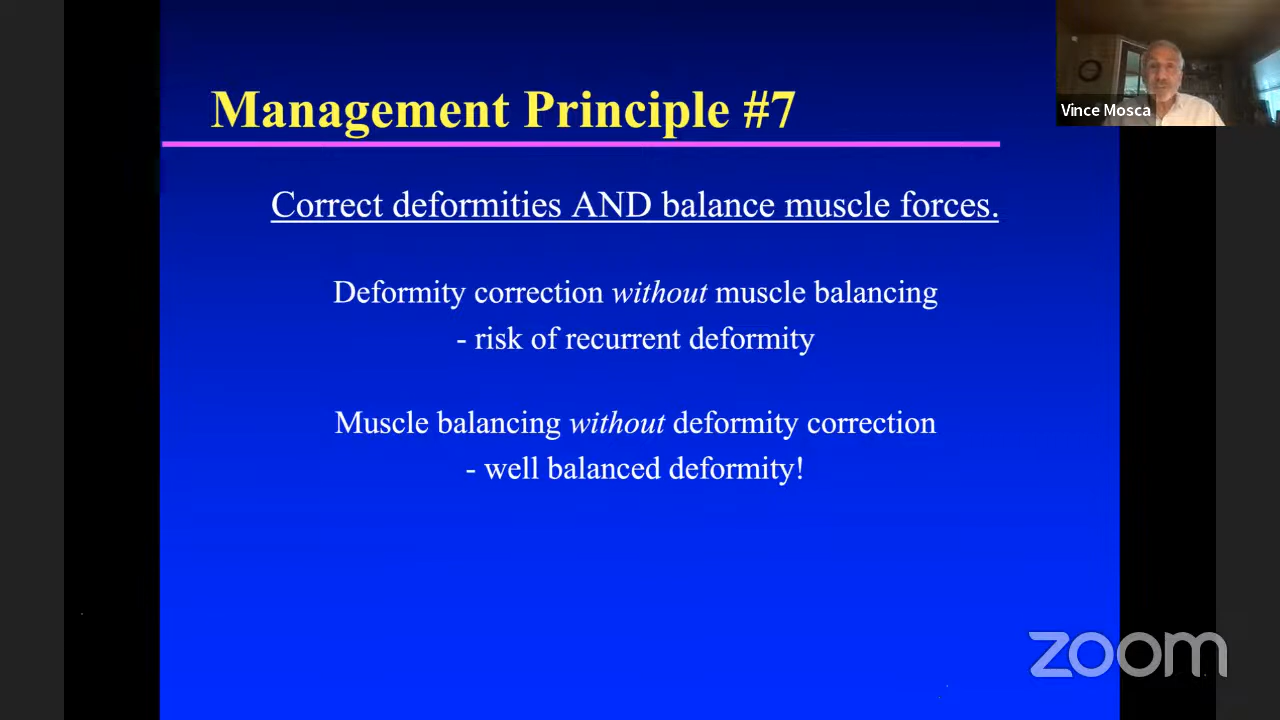 Management Principle #7
Vince Mosca
Correct deformities AND balance muscle forces.
Deformity correction without muscle balancing
- risk of recurrent deformity
Muscle balancing without deformity correction
- well balanced deformity!
zoom